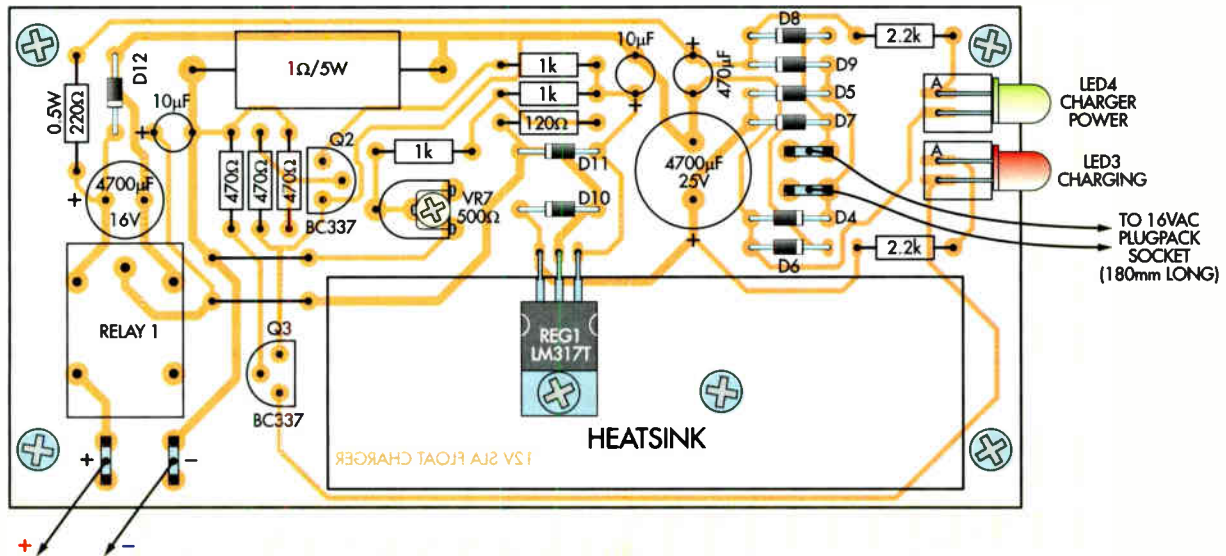 D8
2.2k
D12
10µF
+
+
470µF
D9
A
LED4
CHARGER
POWER
1Ω/5W
1k
+
D5
0.5W
220Ω
10µF
+
1k
D7
Q2
120Ω
A
LED3
CHARGING
470Ω
470Ω
470Ω
1k
D11
4700µF
25V
4700µF
16V
+
BC337
VR7
500Ω
D10
+
D4
D6
2.2k
TO 16VAC
PLUGPACK
SOCKET
(180mm LONG)
RELAY 1
Q3
BC337
REG1
LM317T
HEATSINK
12V SLA FLOAT CHARGER
+
–
+
–